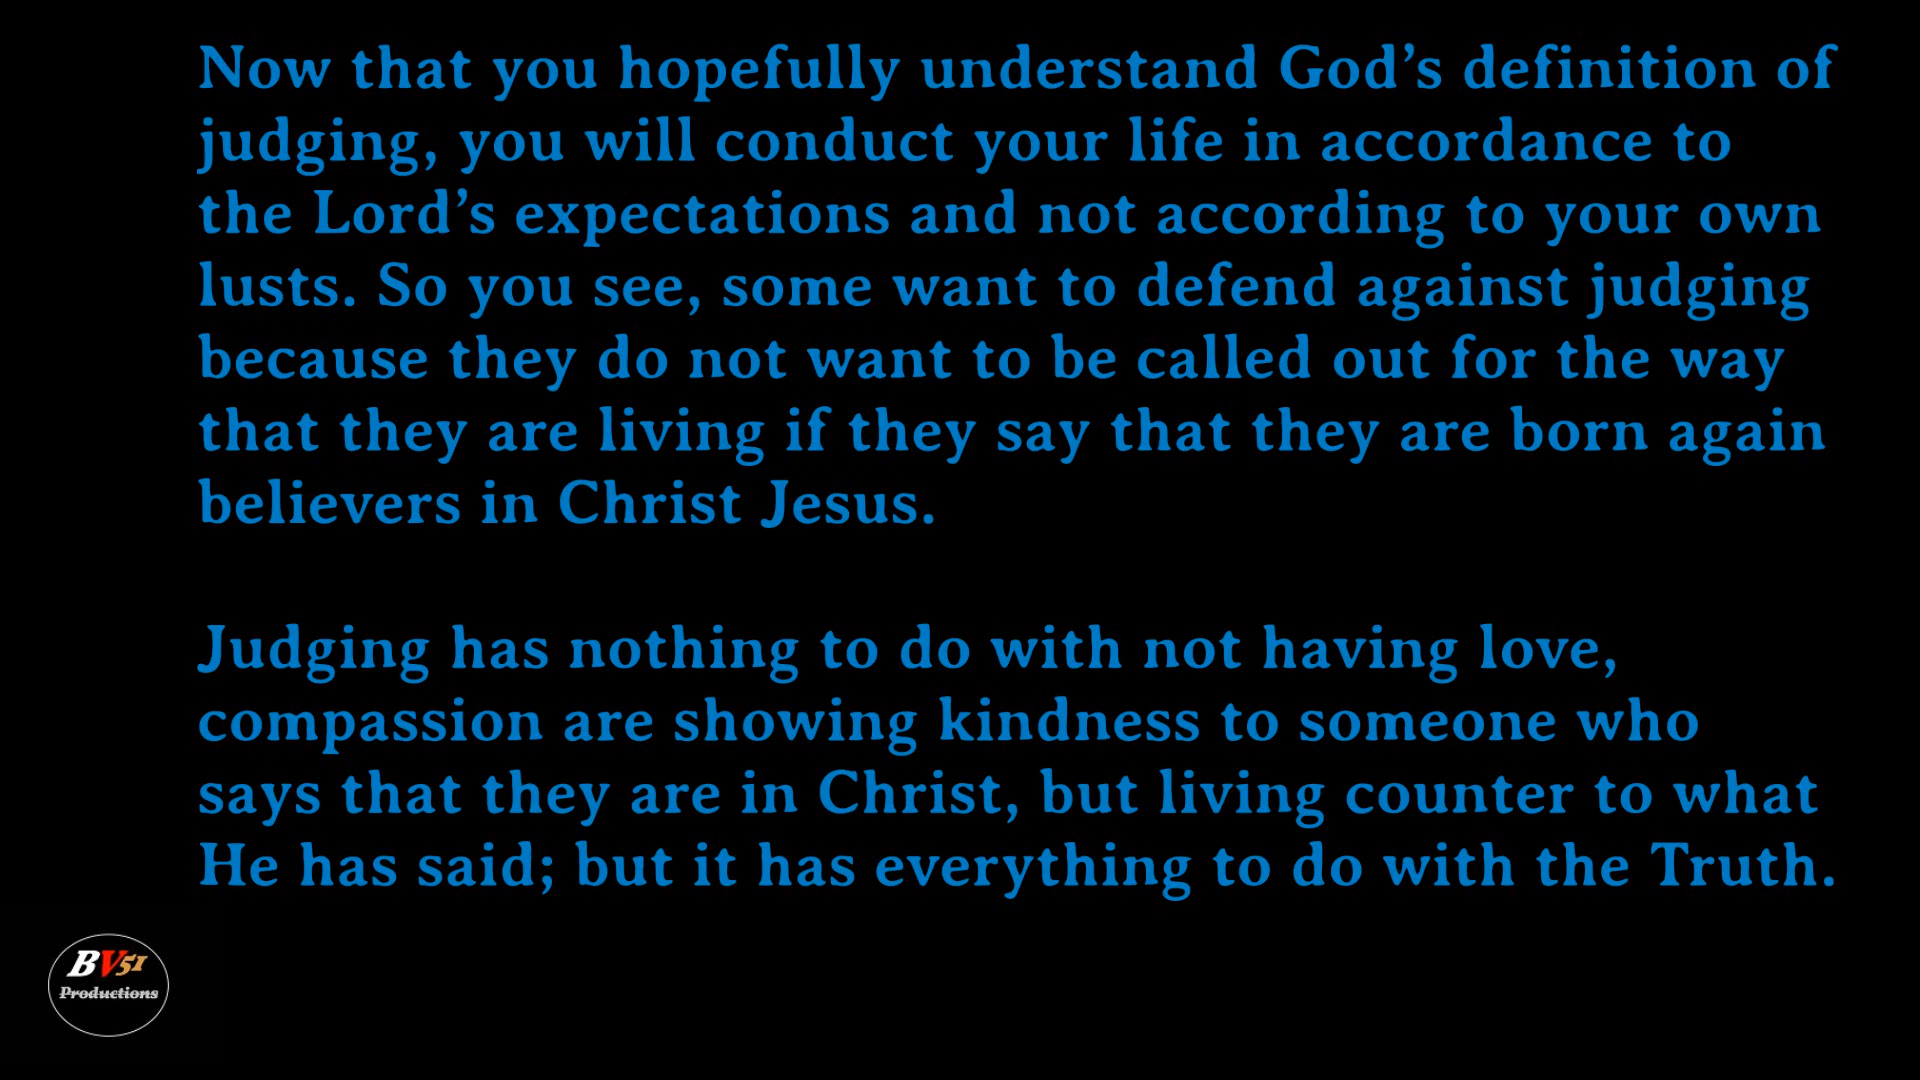 Now that you hopefully understand God’s definition of
judging, you will conduct your life in accordance to
the Lord’s expectations and not according to your own
lusts. So you see, some want to defend against judging
because they do not want to be called out for the way
that they are living if they say that they are born again
believers in Christ Jesus.
Judging has nothing to do with not having love,
compassion are showing kindness to someone who
says that they are in Christ, but living counter to what
He has said; but it has everything to do with the Truth.
BV51
Productions